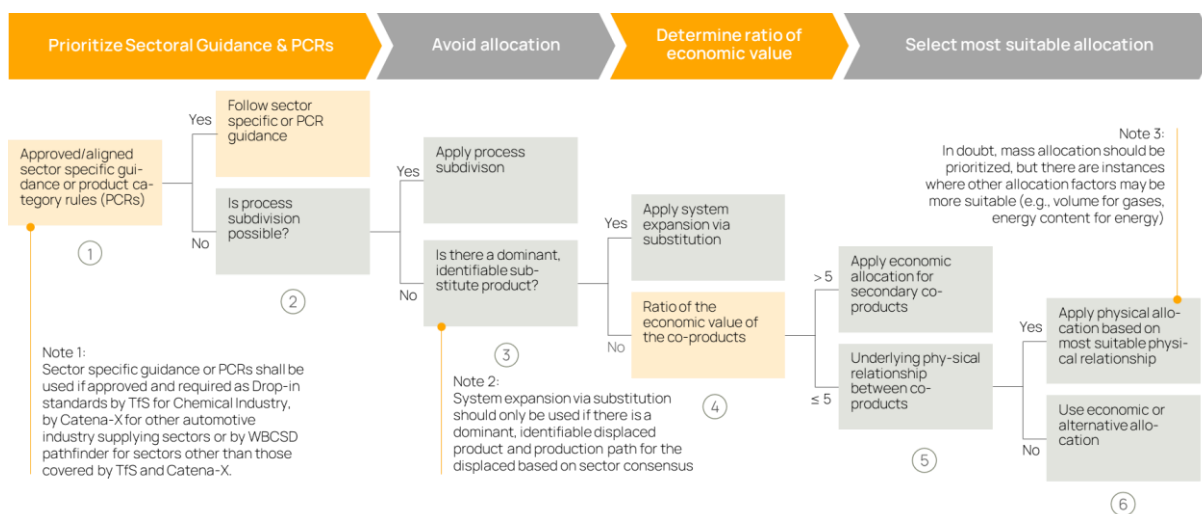 Prioritize Sectoral Guidance & PCRs
Avoid allocation
Determine ratio of
economic value
Select most suitable allocation
Approved/aligned
sector specific gui-
dance or product cat-
egory rules (PCRs)
1
Yes
Follow sector
specific or PCR
guidance
No
Is process
subdivision
possible?
2
Yes
Apply process
subdivison
No
Is there a dominant,
identifiable sub-
stitute product?
3
Yes
Apply system
expansion via
substitution
No
Ratio of the
economic value of
the co-products
4
> 5
Apply economic
allocation for
secondary co-
products
≤ 5
Underlying phy-sical
relationship
between co-
products
5
Yes
Apply physical allo-
cation based on
most suitable physi-
cal relationship
No
Use economic or
alternative allo-
cation
6
Note 1:
Sector specific guidance or PCRs shall be
used if approved and required as Drop-in
standards by TfS for Chemical Industry,
by Catena-X for other automotive
industry supplying sectors or by WBCSD
pathfinder for sectors other than those
covered by TfS and Catena-X.
Note 2:
System expansion via substitution
should only be used if there is a
dominant, identifiable displaced
product and production path for the
displaced based on sector consensus
Note 3:
In doubt, mass allocation should be
prioritized, but there are instances
where other allocation factors may be
more suitable (e.g., volume for gases,
energy content for energy)